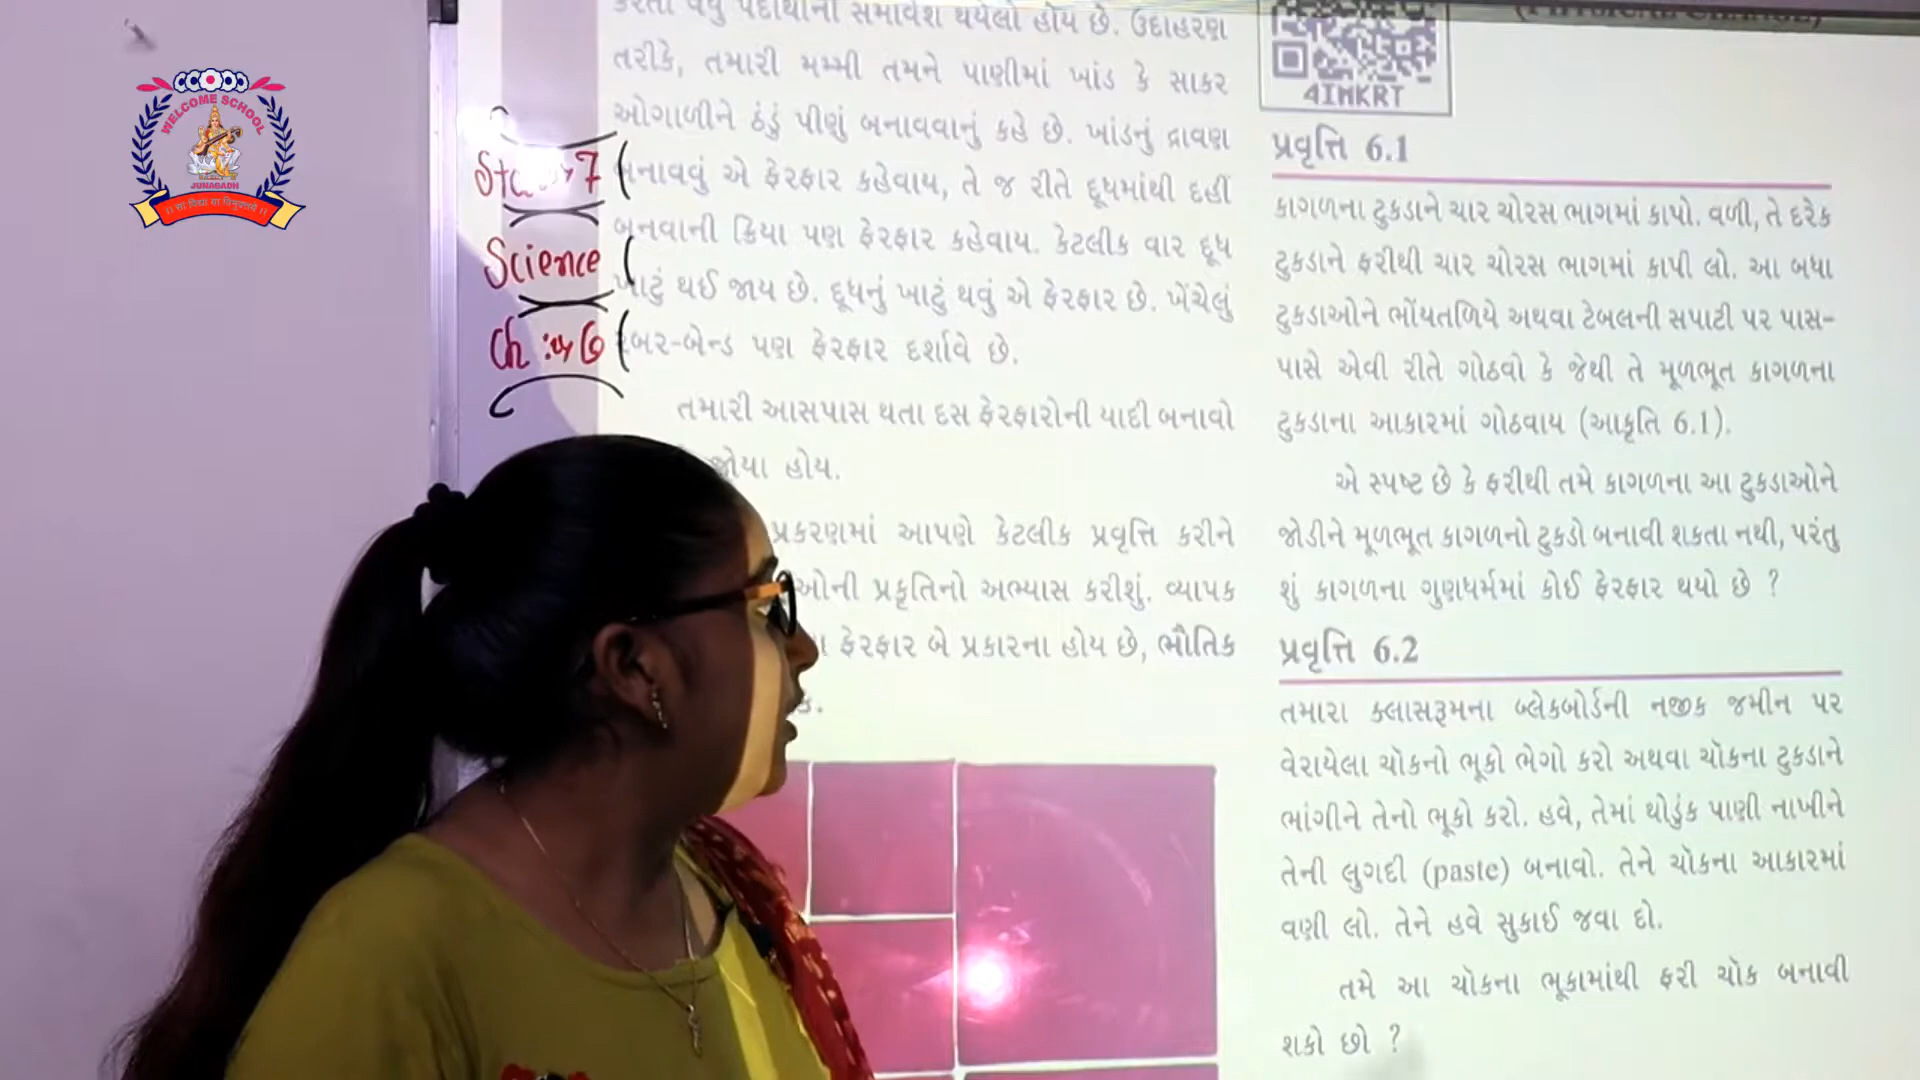 WELCOME SCHOOL
JUNAGADH
Science
Ch 6
સમાવેશ થયેલો હોય છે. ઉદાહરણ
તરીકે, તમારી મમ્મી તમને પાણીમાં ખાંડ કે સાકર
ઓગાળીને ઠંડું પીણું બનાવવાનું કહે છે. ખાંડનું દ્રાવણ
બનાવવું એ ફેરફાર કહેવાય, તે જ રીતે દૂધમાંથી દહીં
બનવાની ક્રિયા પણ ફેરફાર કહેવાય. કેટલીક વાર દૂધ
ખાટું થઈ જાય છે. દૂધનું ખાટું થવું એ ફેરફાર છે. ખેંચેલું
રબર-બેન્ડ પણ ફેરફાર દર્શાવે છે.
તમારી આસપાસ થતા દસ ફેરફારોની યાદી બનાવો
જોયા હોય.
પ્રકરણમાં આપણે કેટલીક પ્રવૃત્તિ કરીને
ઓની પ્રકૃતિનો અભ્યાસ કરીશું. વ્યાપક
ફેરફાર બે પ્રકારના હોય છે, ભૌતિક
4IMKRT
પ્રવૃત્તિ 6.1
કાગળના ટુકડાને ચાર ચોરસ ભાગમાં કાપો. વળી, તે દરેક
ટુકડાને ફરીથી ચાર ચોરસ ભાગમાં કાપી લો. આ બધા
ટુકડાઓને ભોંયતળિયે અથવા ટેબલની સપાટી પર પાસ-
પાસે એવી રીતે ગોઠવો કે જેથી તે મૂળભૂત કાગળના
ટુકડાના આકારમાં ગોઠવાય (આકૃતિ 6.1).
એ સ્પષ્ટ છે કે ફરીથી તમે કાગળના આ ટુકડાઓને
જોડીને મૂળભૂત કાગળનો ટુકડો બનાવી શકતા નથી, પરંતુ
શું કાગળના ગુણધર્મમાં કોઈ ફેરફાર થયો છે ?
પ્રવૃત્તિ 6.2
તમારા ક્લાસરૂમના બ્લેકબોર્ડની નજીક જમીન પર
વેરાયેલા ચૉકનો ભૂકો ભેગો કરો અથવા ચૉકના ટુકડાને
ભાંગીને તેનો ભૂકો કરો. હવે, તેમાં થોડુંક પાણી નાખીને
તેની લુગદી (paste) બનાવો. તેને ચૉકના આકારમાં
વણી લો. તેને હવે સુકાઈ જવા દો.
તમે આ ચૉકના ભૂકામાંથી ફરી ચૉક બનાવી
શકો છો ?